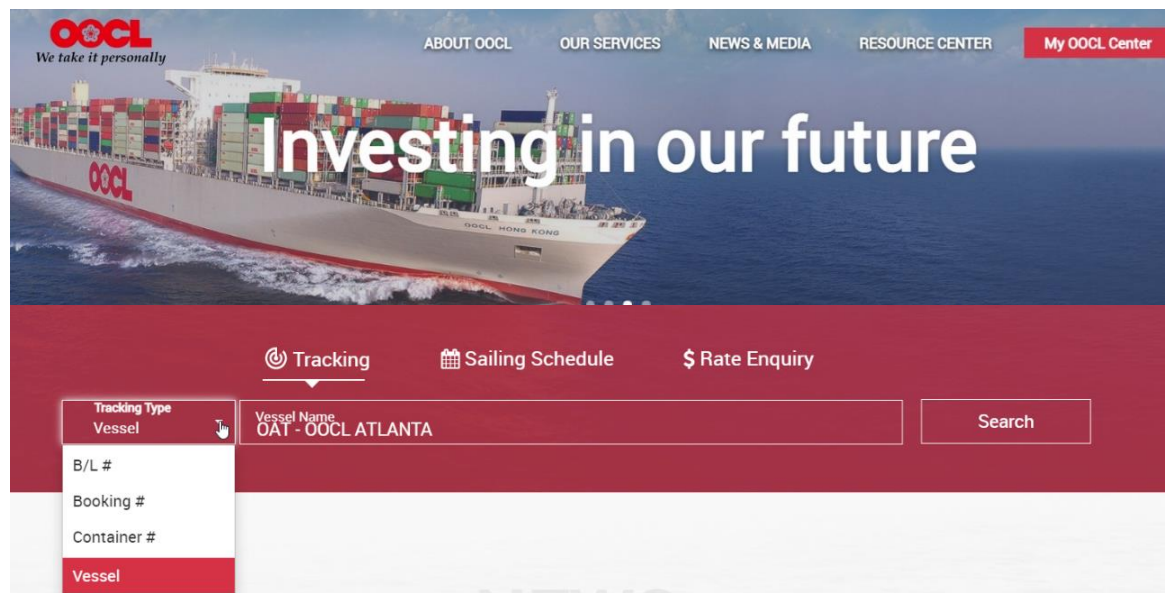 OOCL
We take it personally
ABOUT OOCL
OUR SERVICES
NEWS & MEDIA
RESOURCE CENTER
My OOCL Center
Investing in our future
OOCL
OOCL HONG KONG
Tracking
Sailing Schedule
$ Rate Enquiry
Tracking Type
Vessel
Vessel Name
OAT - OOCL ATLANTA
Search
B/L #
Booking #
Container #
Vessel
NEWS